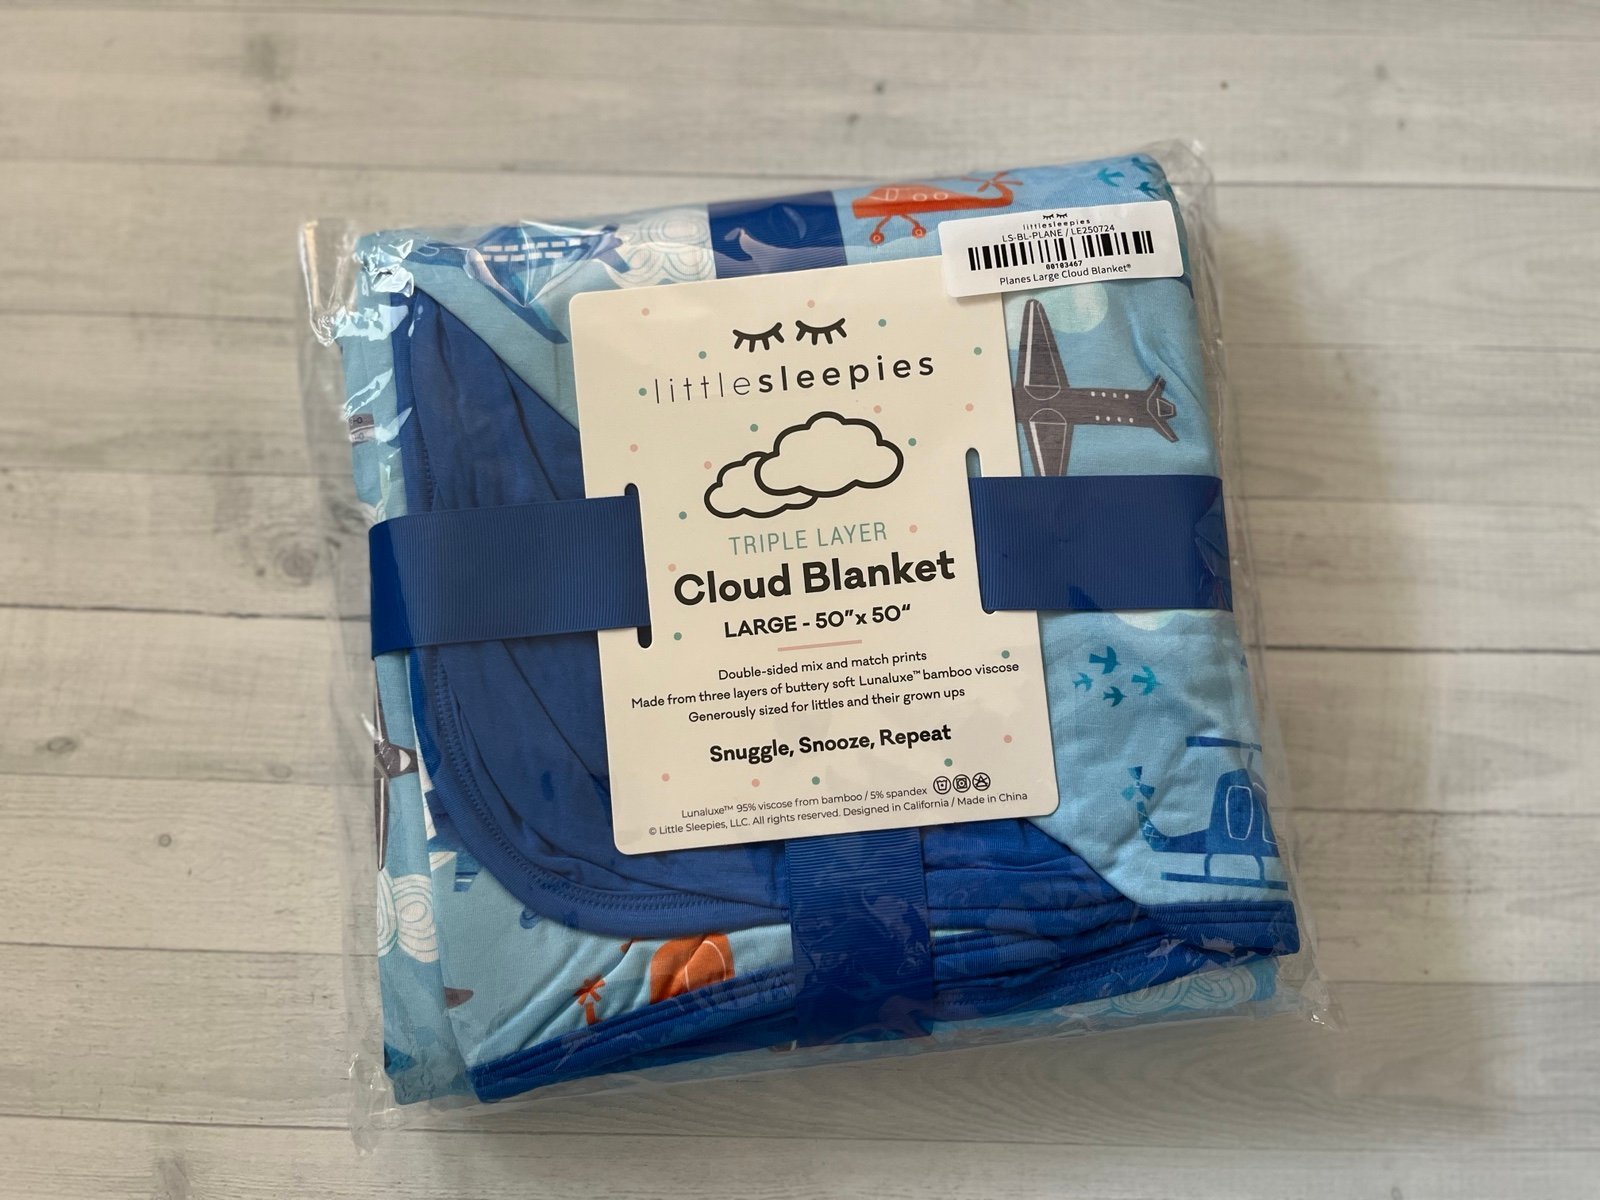 littlesleepies
LS-BL-PLANE / LE250724
00103467
Planes Large Cloud Blanket®
littlesleepies
TRIPLE LAYER
Cloud Blanket
LARGE - 50”x 50“
Double-sided mix and match prints
Made from three layers of buttery soft Lunaluxe™ bamboo viscose
Generously sized for littles and their grown ups
Snuggle, Snooze, Repeat
Lunaluxe™ 95% viscose from bamboo / 5% spandex
© Little Sleepies, LLC. All rights reserved. Designed in California / Made in China